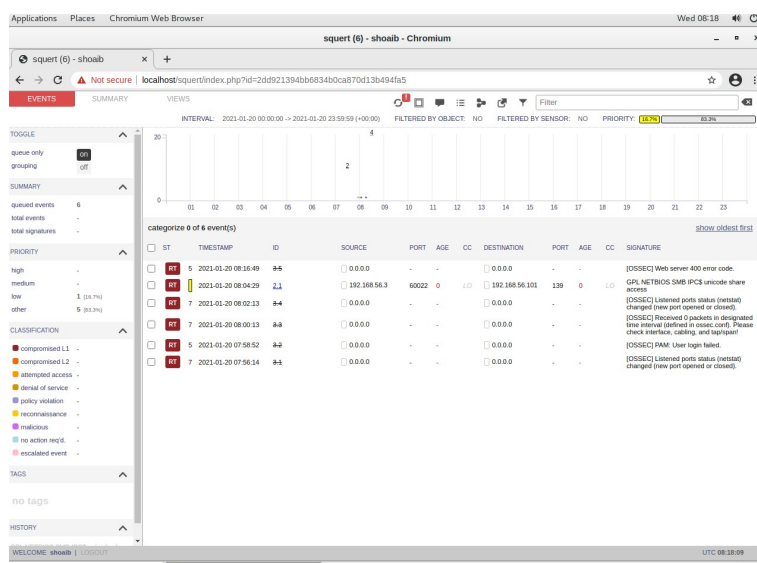 Applications Places Chromium Web Browser Wed 08:18
squert (6) - shoaib - Chromium
squert (6) - shoaib × +
Not secure localhost/squert/index.php?id=2dd921394bb6834b0ca870d13b494fa5
EVENTS SUMMARY VIEWS Filter
INTERVAL: 2021-01-20 00:00:00 -> 2021-01-20 23:59:59 (+00:00) FILTERED BY OBJECT: NO FILTERED BY SENSOR: NO PRIORITY: 16.7% 83.3%
TOGGLE
queue only on
grouping off
SUMMARY
queued events 6
total events -
total signatures -
PRIORITY
high -
medium -
low 1 (16.7%)
other 5 (83.3%)
CLASSIFICATION
compromised L1 -
compromised L2 -
attempted access -
denial of service -
policy violation -
reconnaissance -
malicious -
no action req'd. -
escalated event -
TAGS
no tags
HISTORY
20
4
2
0
01 02 03 04 05 06 07 08 09 10 11 12 13 14 15 16 17 18 19 20 21 22 23
categorize 0 of 6 event(s) show oldest first
ST TIMESTAMP ID SOURCE PORT AGE CC DESTINATION PORT AGE CC SIGNATURE
RT 5 2021-01-20 08:16:49 3.5 0.0.0.0 - - 0.0.0.0 - - [OSSEC] Web server 400 error code.
RT 1 2021-01-20 08:04:29 2.1 192.168.56.3 60022 0 LO 192.168.56.101 139 0 LO GPL NETBIOS SMB IPC$ unicode share
access
RT 7 2021-01-20 08:02:13 3.4 0.0.0.0 - - 0.0.0.0 - - [OSSEC] Listened ports status (netstat)
changed (new port opened or closed).
RT 7 2021-01-20 08:00:13 3.3 0.0.0.0 - - 0.0.0.0 - - [OSSEC] Received 0 packets in designated
time interval (defined in ossec.conf). Please
check interface, cabling, and tap/span!
RT 5 2021-01-20 07:58:52 3.2 0.0.0.0 - - 0.0.0.0 - - [OSSEC] PAM: User login failed.
RT 7 2021-01-20 07:56:14 3.1 0.0.0.0 - - 0.0.0.0 - - [OSSEC] Listened ports status (netstat)
changed (new port opened or closed).
WELCOME shoaib | LOGOUT UTC 08:18:09